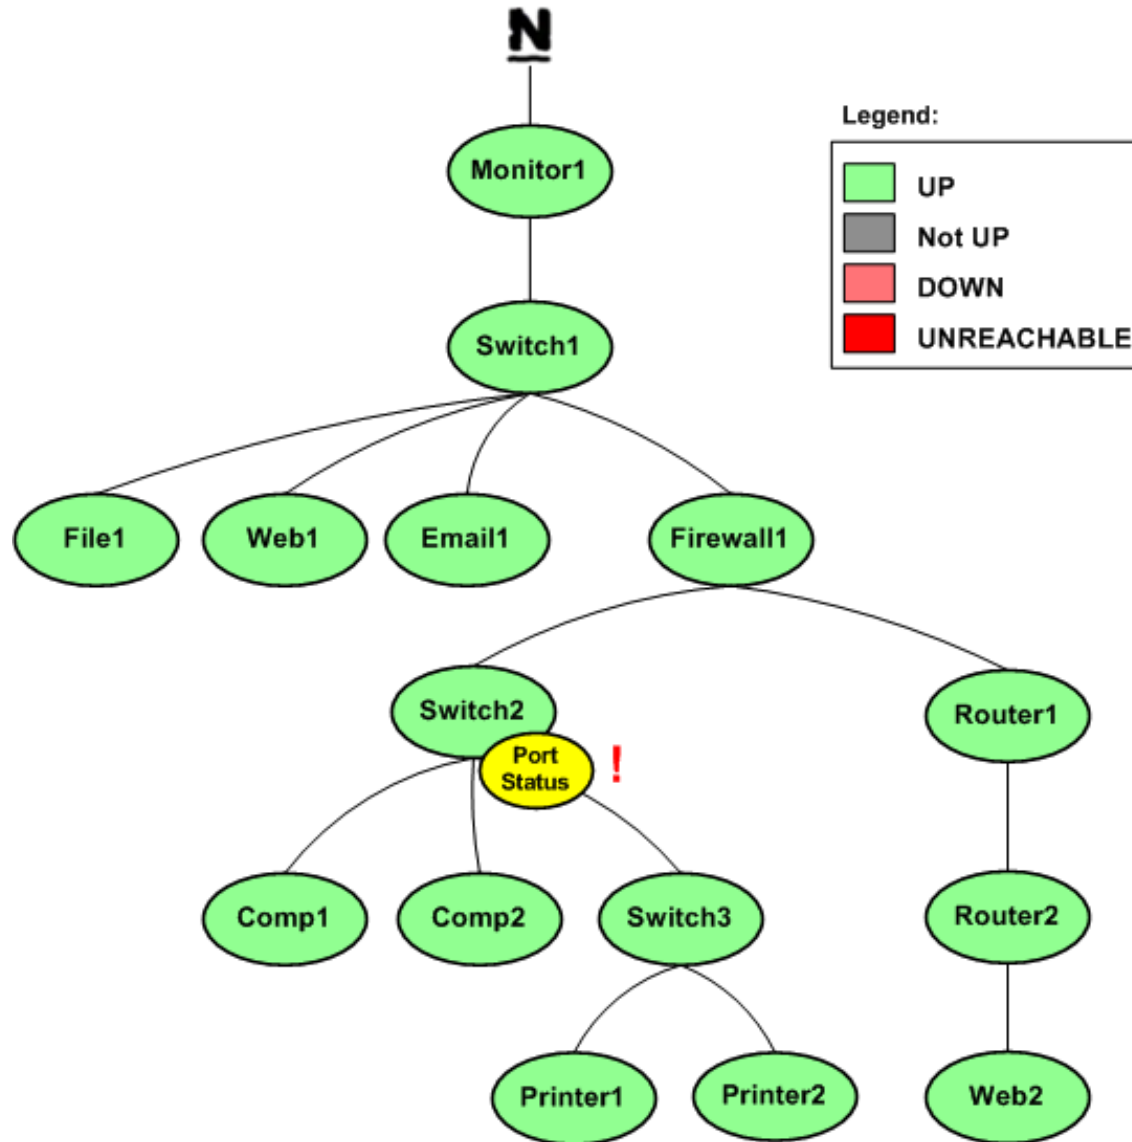 N
Legend:
Monitor1
UP
Not UP
DOWN
UNREACHABLE
Switch1
File1
Web1
Email1
Firewall1
Switch2
Router1
Port
Status
!
Comp1
Comp2
Switch3
Router2
Printer1
Printer2
Web2